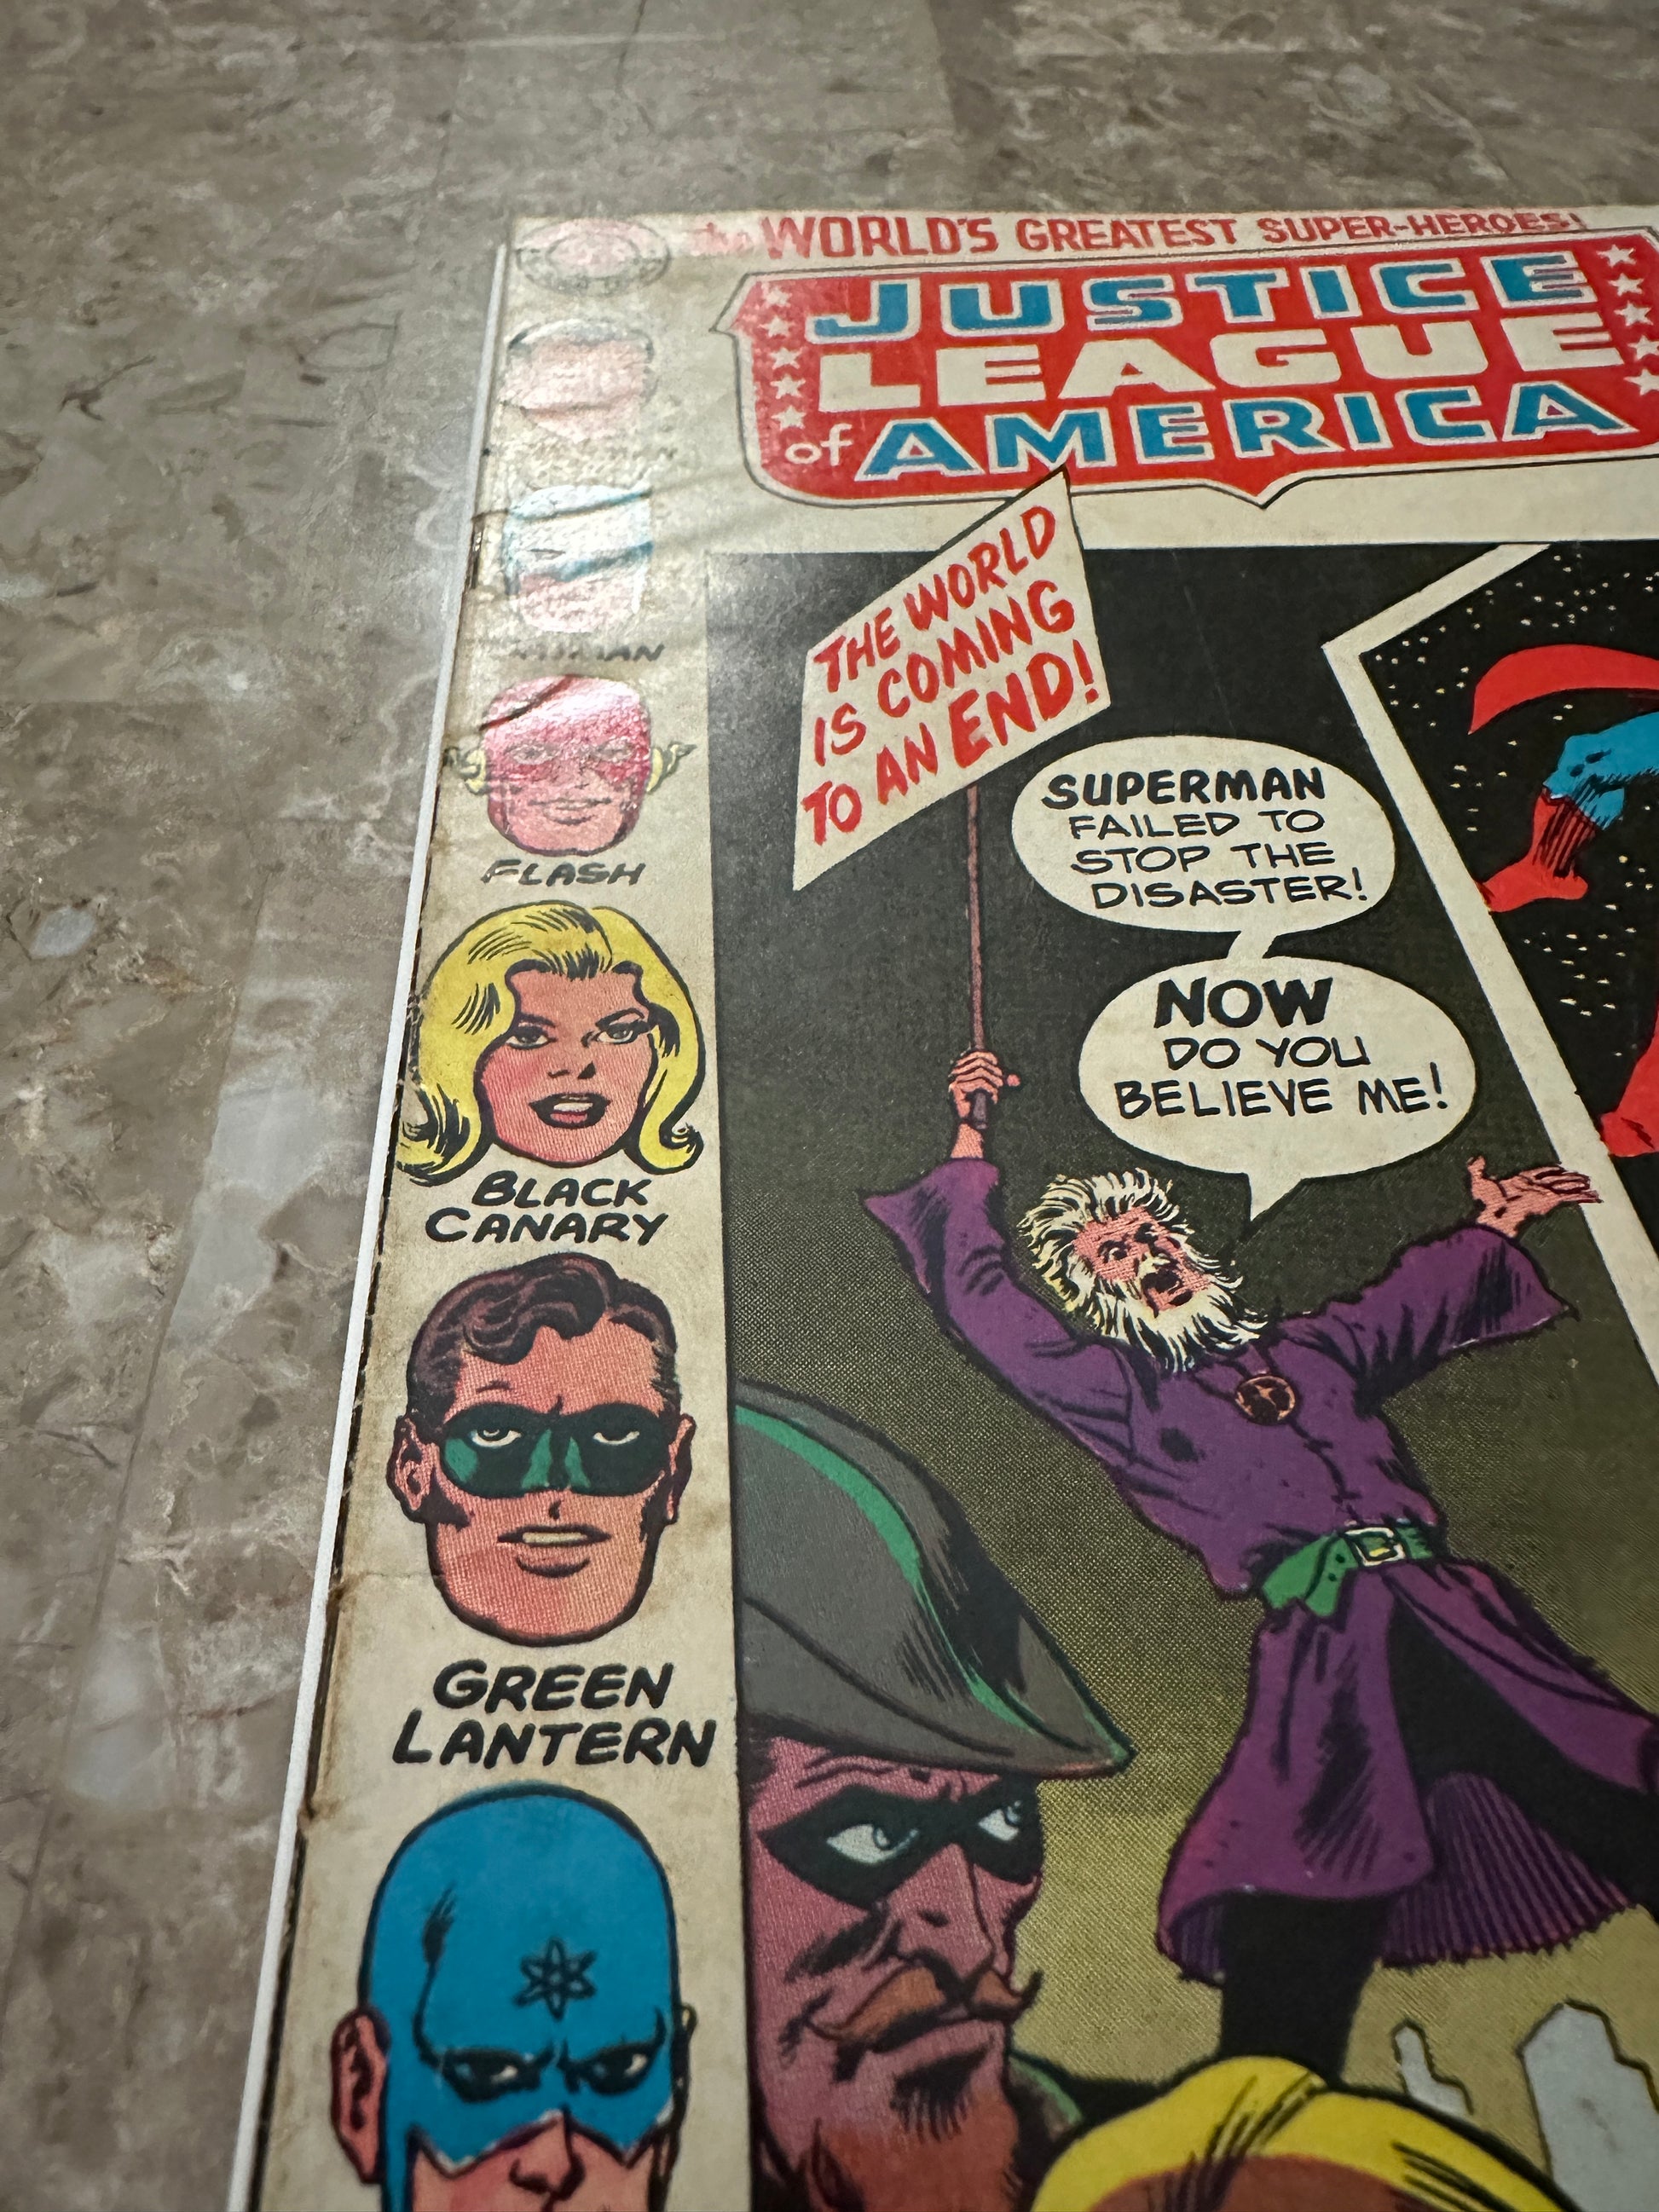 the WORLD'S GREATEST SUPER-HEROES!
JUSTICE
LEAGUE
of AMERICA
THE WORLD
IS COMING
TO AN END!
SUPERMAN
FAILED TO
STOP THE
DISASTER!
NOW
DO YOU
BELIEVE ME!
FLASH
BLACK
CANARY
GREEN
LANTERN